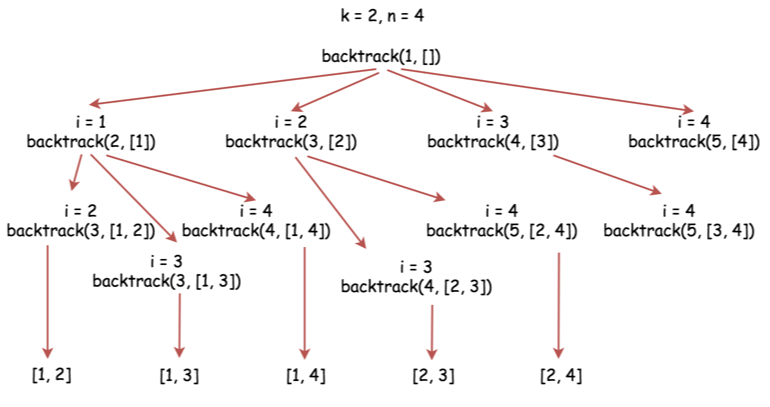 k = 2, n = 4
backtrack(1, [])
i = 1
backtrack(2, [1])
i = 2
backtrack(3, [2])
i = 3
backtrack(4, [3])
i = 4
backtrack(5, [4])
i = 2
backtrack(3, [1, 2])
i = 3
backtrack(3, [1, 3])
i = 4
backtrack(4, [1, 4])
i = 3
backtrack(4, [2, 3])
i = 4
backtrack(5, [2, 4])
i = 4
backtrack(5, [3, 4])
[1, 2]
[1, 3]
[1, 4]
[2, 3]
[2, 4]